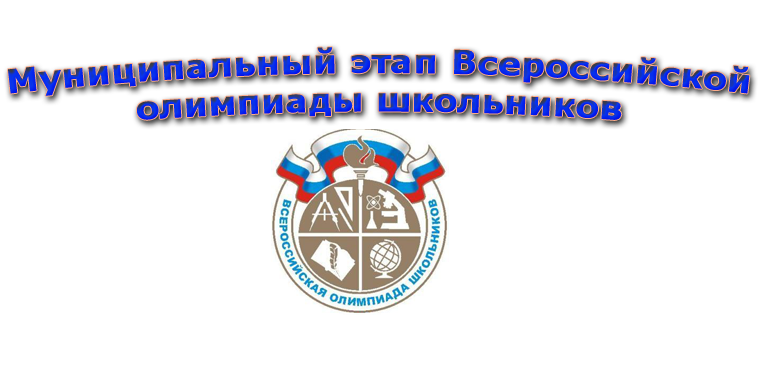 Муниципальный этап Всероссийской
олимпиады школьников
ВСЕРОССИЙСКАЯ ОЛИМПИАДА ШКОЛЬНИКОВ